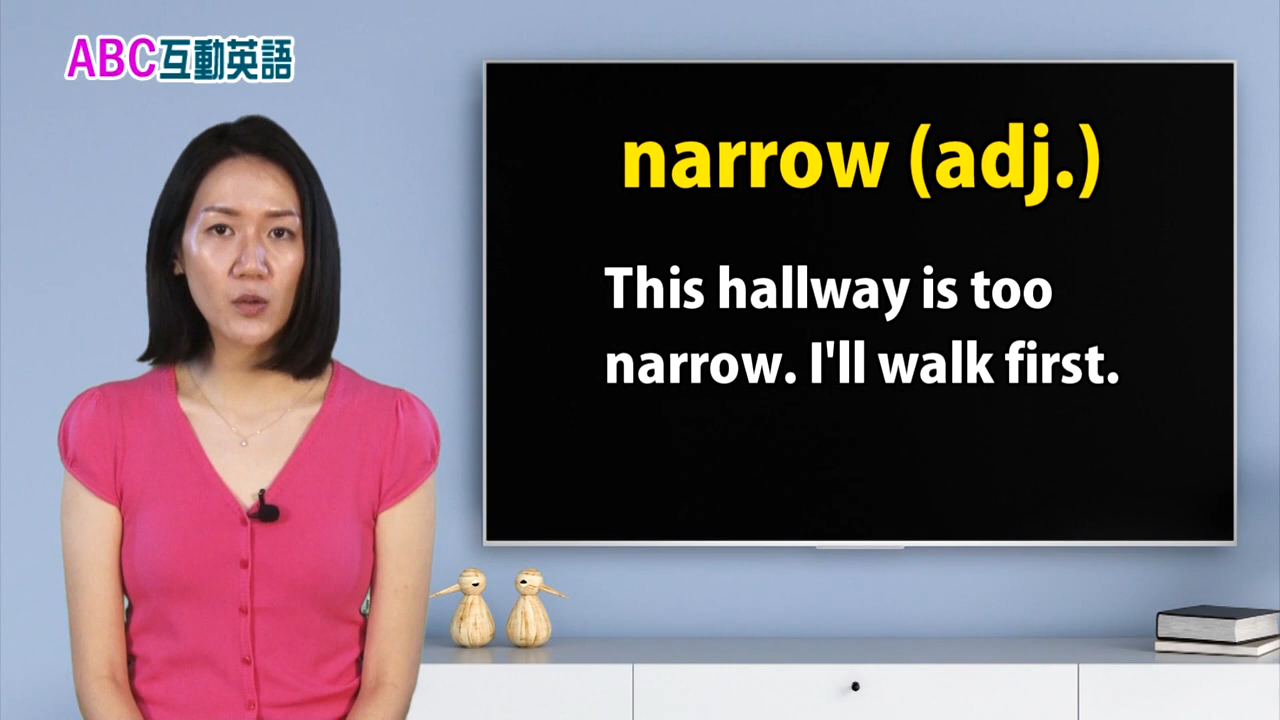 ABC互動英語
narrow (adj.)
This hallway is too
narrow. I'll walk first.